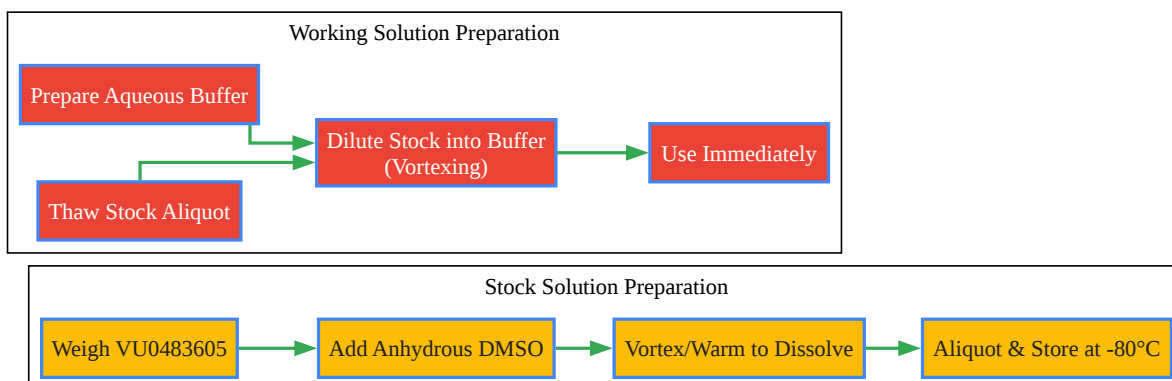 Working Solution Preparation
Prepare Aqueous Buffer
Thaw Stock Aliquot
Dilute Stock into Buffer
(Vortexing)
Use Immediately
Stock Solution Preparation
Weigh VU0483605
Add Anhydrous DMSO
Vortex/Warm to Dissolve
Aliquot & Store at -80°C